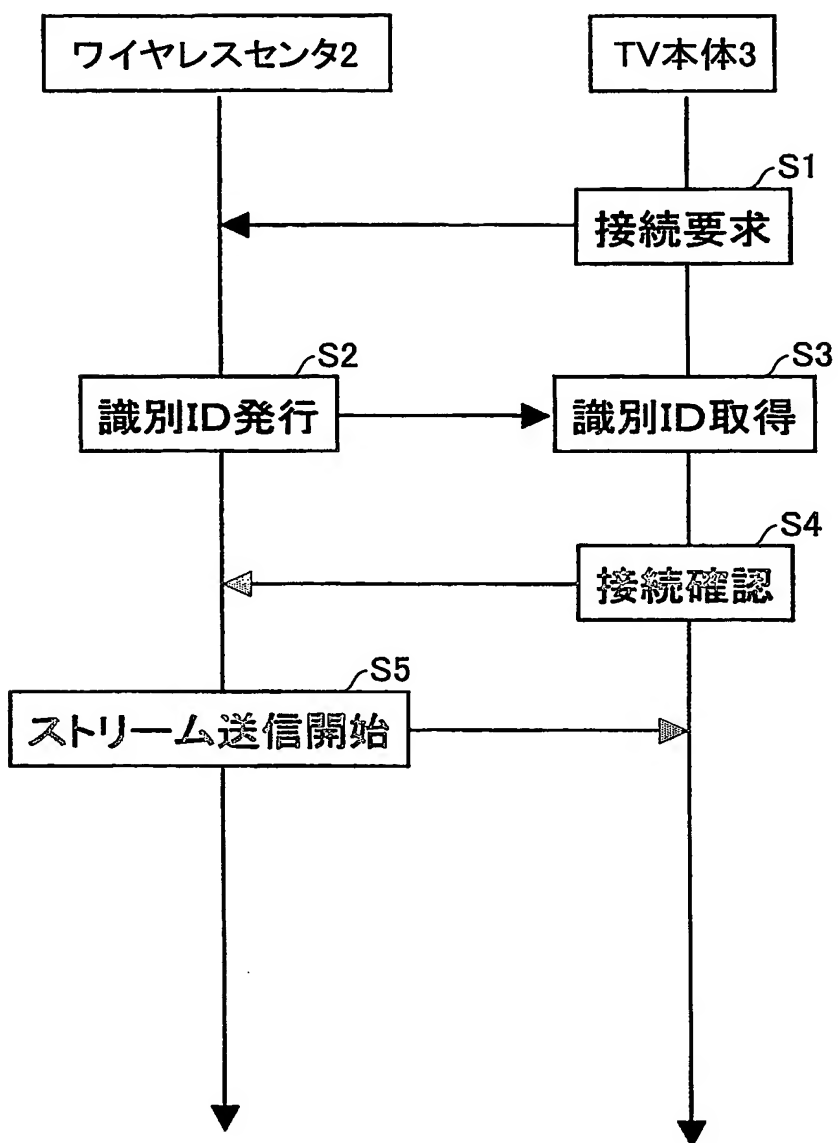 ワイヤレスセンタ2
TV本体3
S1
接続要求
S2
識別ID発行
S3
識別ID取得
S4
接続確認
S5
ストリーム送信開始